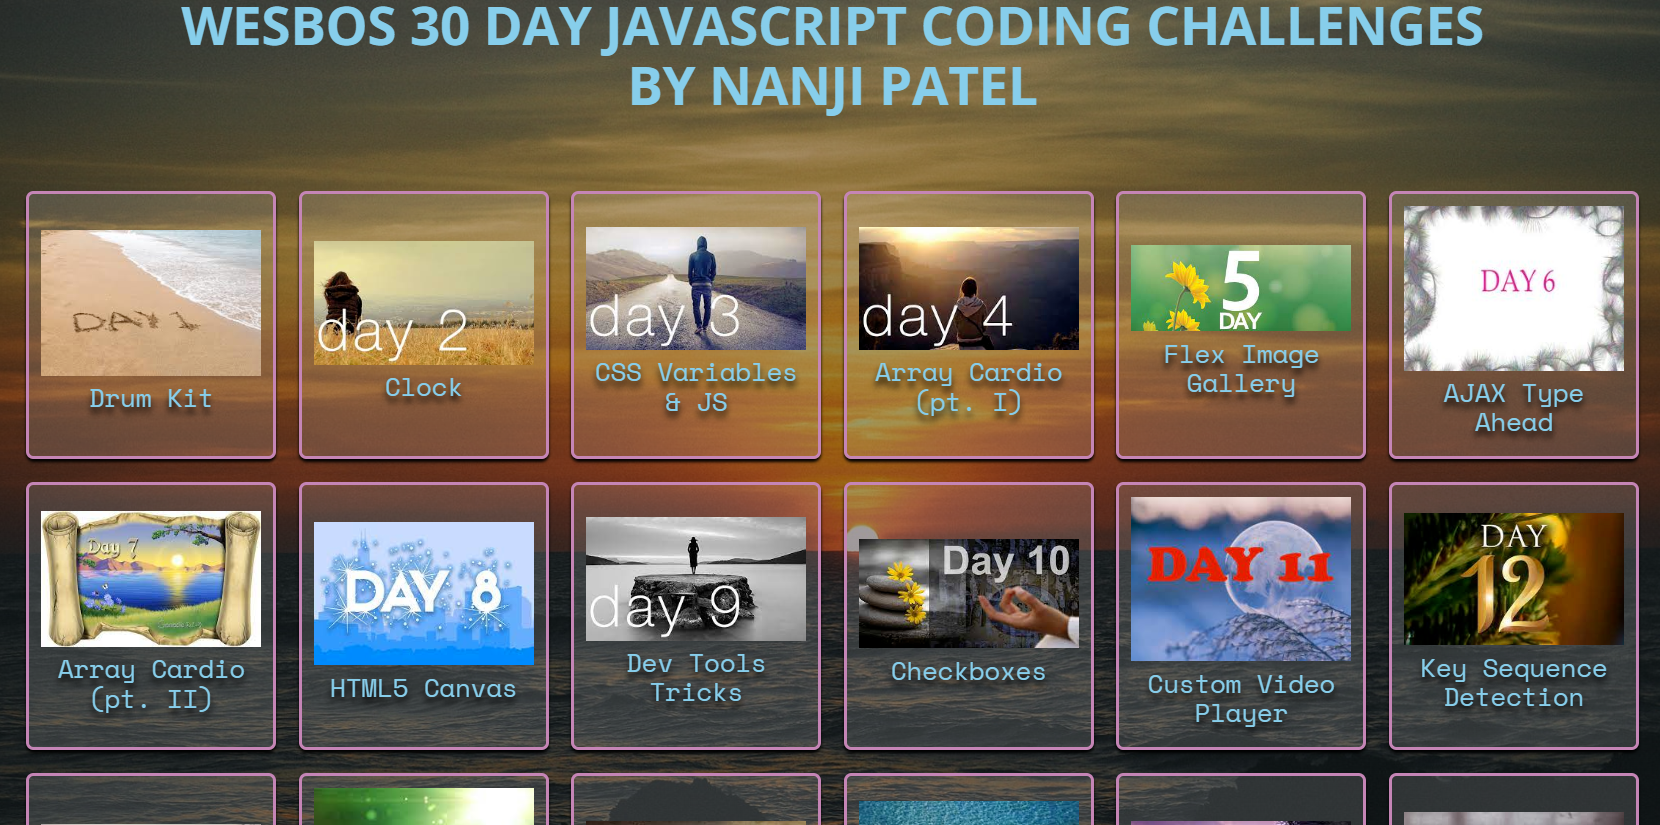 WESBOS 30 DAY JAVASCRIPT CODING CHALLENGES
BY NANJI PATEL
DAY 1
Drum Kit
day 2
Clock
day 3
CSS Variables
& JS
day 4
Array Cardio
(pt. I)
5
DAY
Flex Image
Gallery
DAY 6
AJAX Type
Ahead
Day 7
Array Cardio
(pt. II)
DAY 8
HTML5 Canvas
day 9
Dev Tools
Tricks
Day 10
Checkboxes
DAY 11
Custom Video
Player
DAY
12
Key Sequence
Detection